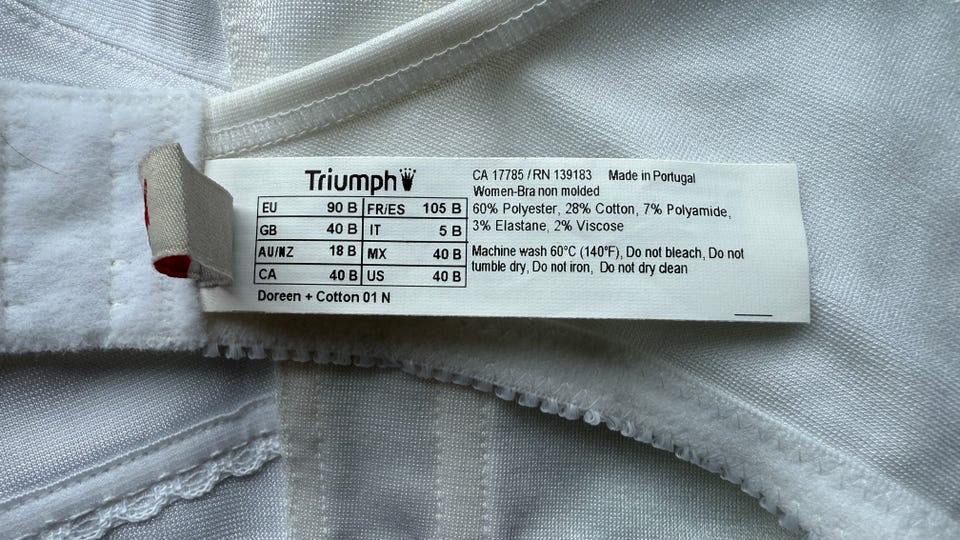 Triumph
EU 90 B FR/ES 105 B
GB 40 B IT 5 B
AU/NZ 18 B MX 40 B
CA 40 B US 40 B
Doreen + Cotton 01 N
CA 17785 / RN 139183 Made in Portugal
Women-Bra non molded
60% Polyester, 28% Cotton, 7% Polyamide,
3% Elastane, 2% Viscose
Machine wash 60°C (140°F), Do not bleach, Do not
tumble dry, Do not iron, Do not dry clean